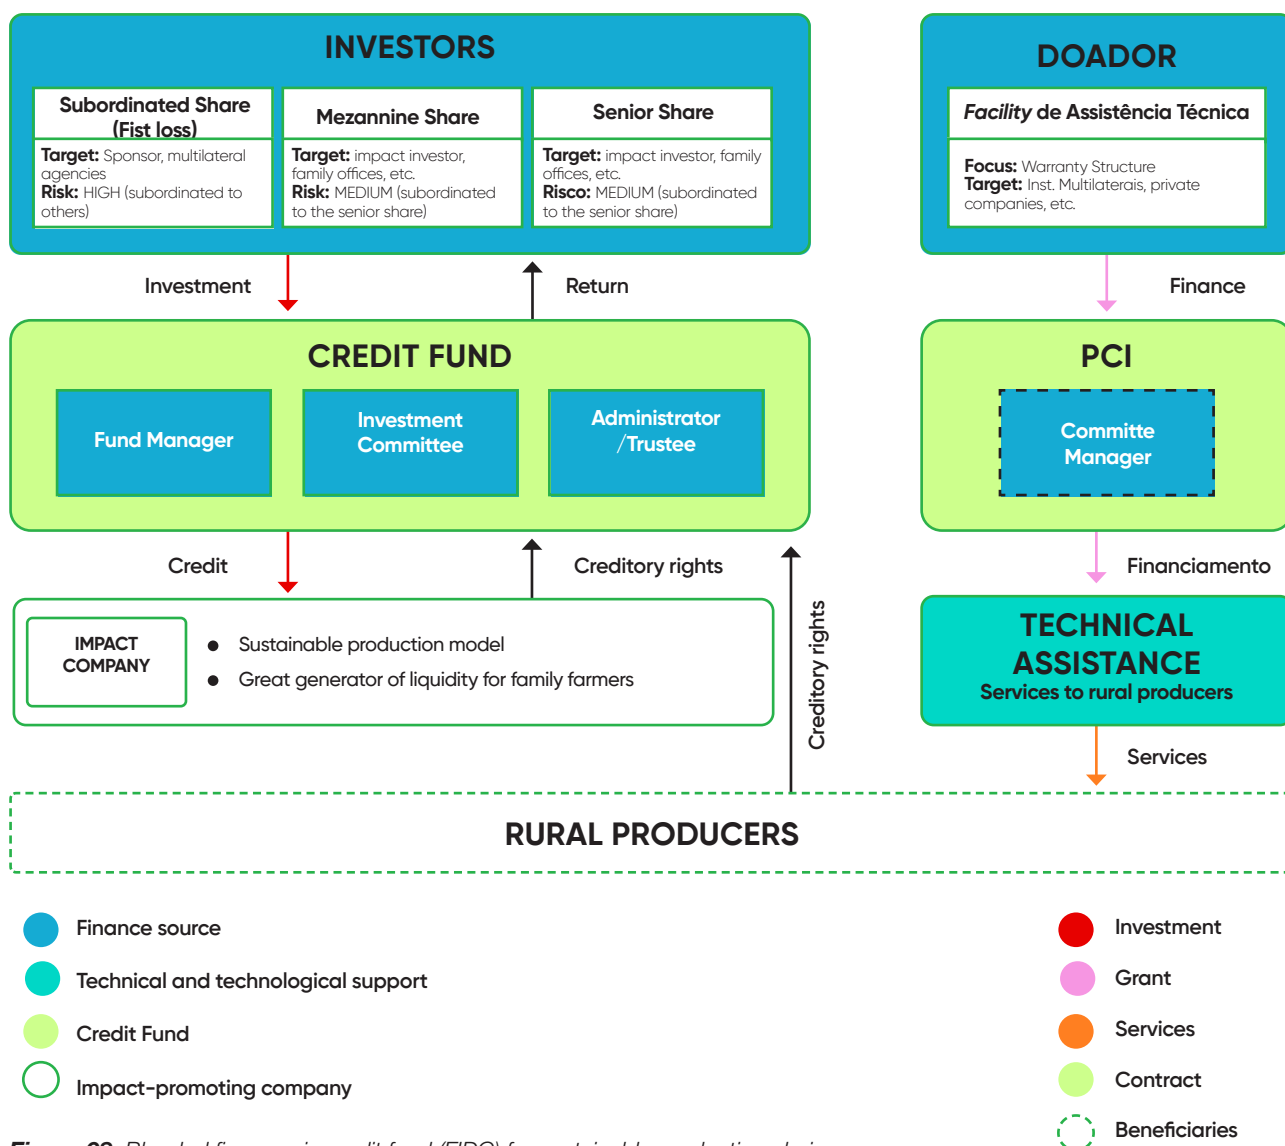 INVESTORS
Subordinated Share
(Fist loss)
Target: Sponsor, multilateral
agencies
Risk: HIGH (subordinated to
others)
Mezannine Share
Target: impact investor,
family offices, etc.
Risk: MEDIUM (subordinated
to the senior share)
Senior Share
Target: impact investor, family
offices, etc.
Risco: MEDIUM (subordinated
to the senior share)
DOADOR
Facility de Assistência Técnica
Focus: Warranty Structure
Target: Inst. Multilaterais, private
companies, etc.
Investment
Return
Finance
CREDIT FUND
Fund Manager
Investment
Committee
Administrator
/Trustee
PCI
Committe
Manager
Credit
Creditory rights
Creditory rights
Financiamento
IMPACT
COMPANY
● Sustainable production model
● Great generator of liquidity for family farmers
TECHNICAL
ASSISTANCE
Services to rural producers
Services
RURAL PRODUCERS
Finance source
Technical and technological support
Credit Fund
Impact-promoting company
Investment
Grant
Services
Contract
Beneficiaries